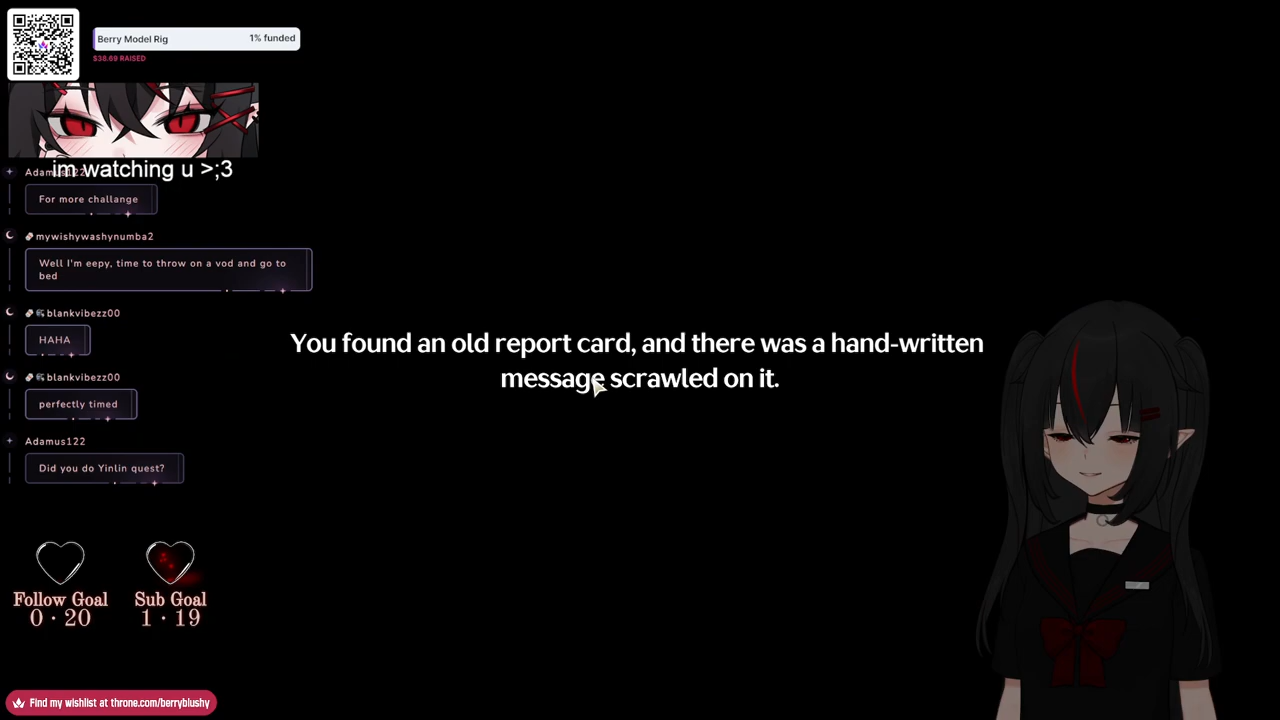 Berry Model Rig
1% funded
$38.69 RAISED
im watching u >;3
Adamus122
For more challange
mywishywashynumba2
Well I'm eepy, time to throw on a vod and go to
bed
blankvibezz00
HAHA
blankvibezz00
perfectly timed
Adamus122
Did you do Yinlin quest?
You found an old report card, and there was a hand-written
message scrawled on it.
Follow Goal
0 · 20
Sub Goal
1 · 19
Find my wishlist at throne.com/berryblushy